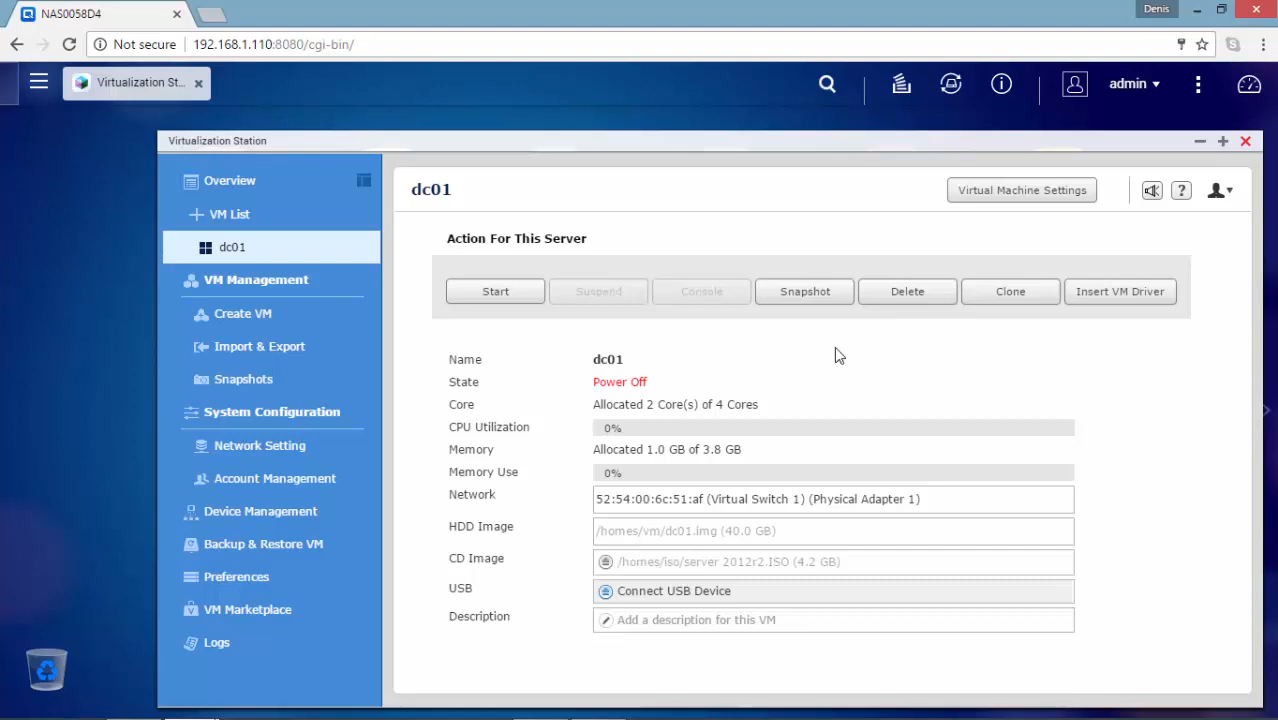 NAS0058D4
Denis
Not secure
192.168.1.110:8080/cgi-bin/
Virtualization St...
admin
Virtualization Station
Overview
VM List
dc01
VM Management
Create VM
Import & Export
Snapshots
System Configuration
Network Setting
Account Management
Device Management
Backup & Restore VM
Preferences
VM Marketplace
Logs
dc01
Virtual Machine Settings
?
Action For This Server
Start
Suspend
Console
Snapshot
Delete
Clone
Insert VM Driver
Name dc01
State Power Off
Core Allocated 2 Core(s) of 4 Cores
CPU Utilization 0%
Memory Allocated 1.0 GB of 3.8 GB
Memory Use 0%
Network 52:54:00:6c:51:af (Virtual Switch 1) (Physical Adapter 1)
HDD Image /homes/vm/dc01.img (40.0 GB)
CD Image /homes/iso/server 2012r2.ISO (4.2 GB)
USB Connect USB Device
Description Add a description for this VM